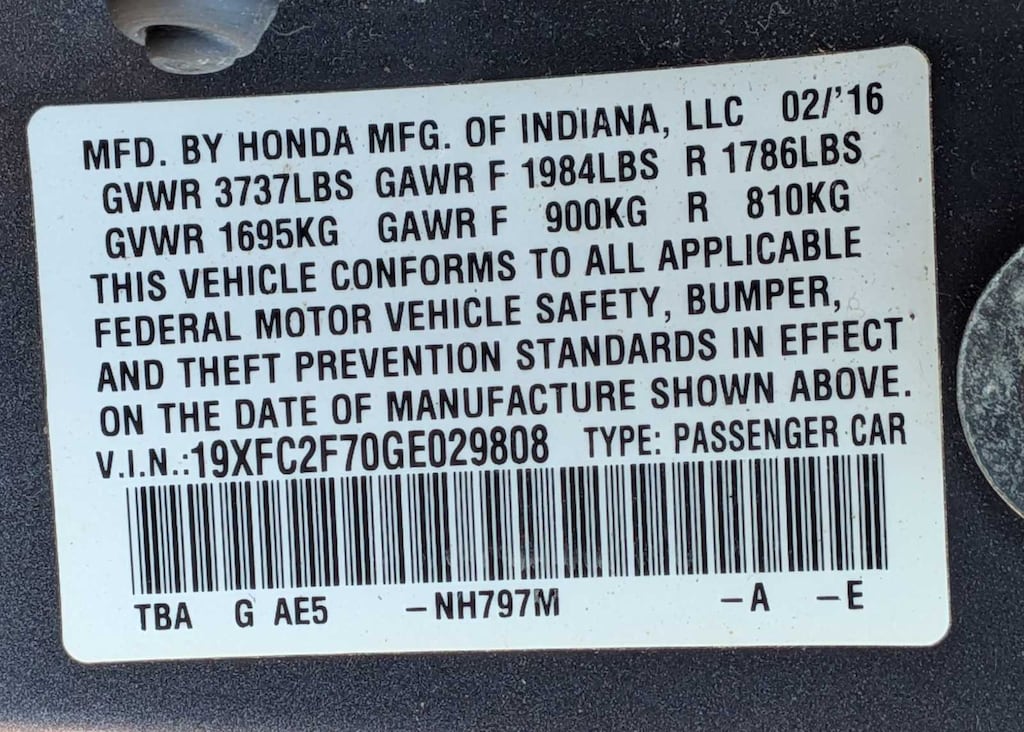 MFD. BY HONDA MFG. OF INDIANA, LLC 02/'16
GVWR 3737LBS GAWR F 1984LBS R 1786LBS
GVWR 1695KG GAWR F 900KG R 810KG
THIS VEHICLE CONFORMS TO ALL APPLICABLE
FEDERAL MOTOR VEHICLE SAFETY, BUMPER,
AND THEFT PREVENTION STANDARDS IN EFFECT
ON THE DATE OF MANUFACTURE SHOWN ABOVE.
V.I.N.:19XFC2F70GE029808 TYPE: PASSENGER CAR
TBA G AE5 –NH797M –A –E